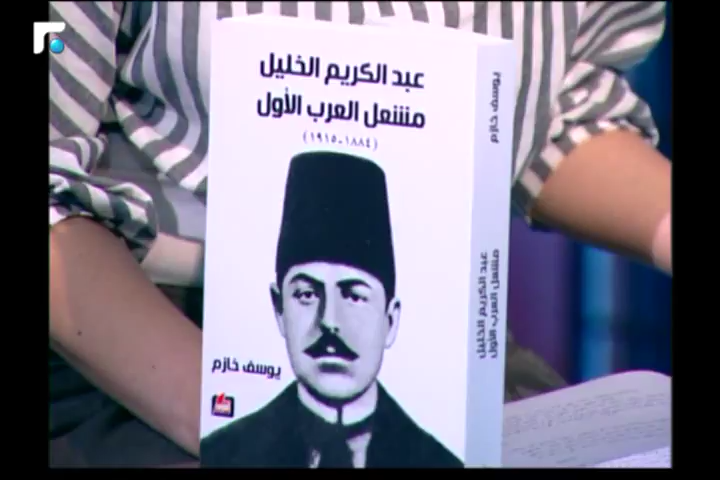 عبد الكريم الخليل
مشعل العرب الأول
(١٨٨٤-١٩١٥)
يوسف خازم
يوسف خازم
عبد الكريم الخليل
مشعل العرب الأول